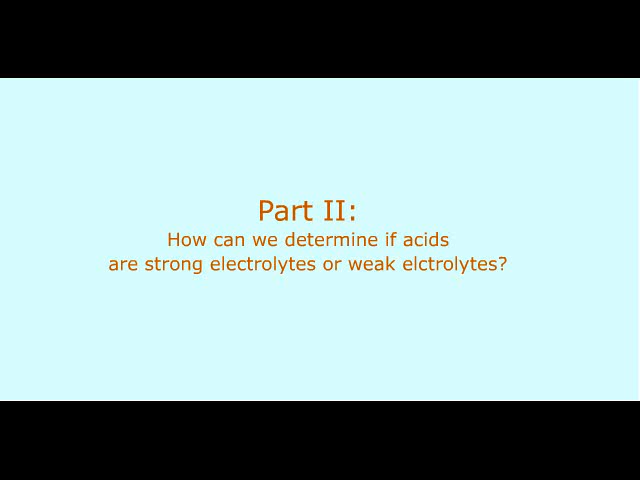 Part II:
How can we determine if acids
are strong electrolytes or weak elctrolytes?